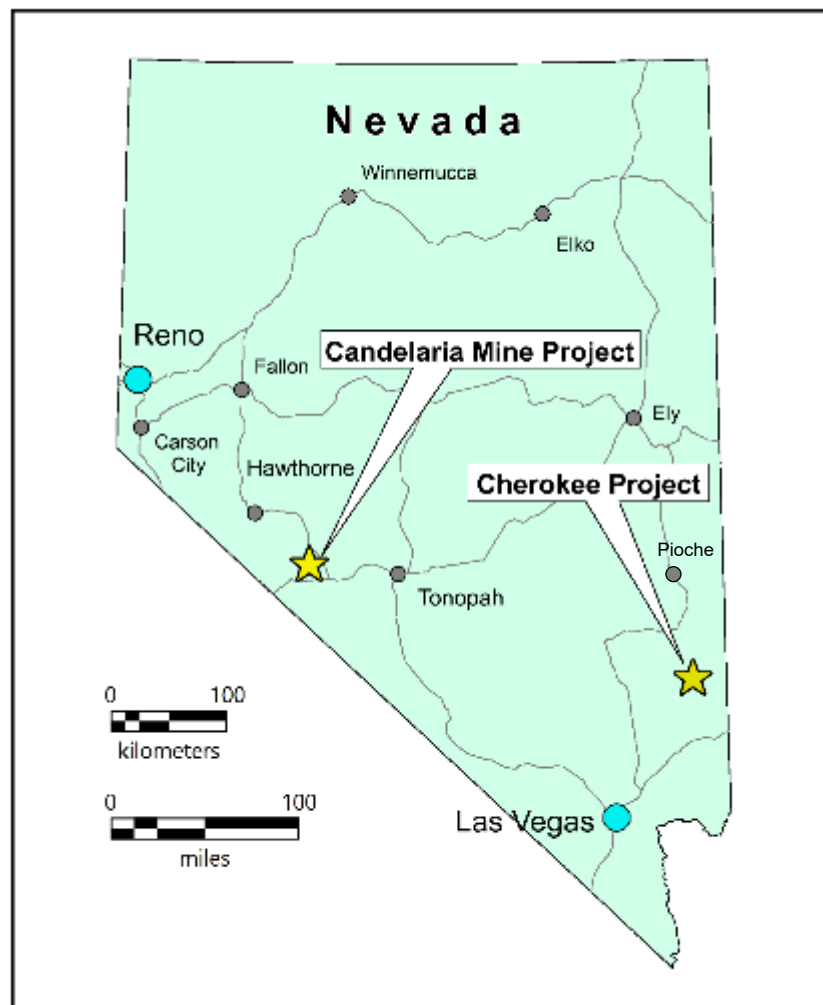 Nevada
Winnemucca
Elko
Reno
Candelaria Mine Project
Fallon
Ely
Carson
City
Hawthorne
Cherokee Project
Pioche
Tonopah
0 100
kilometers
0 100
miles
Las Vegas